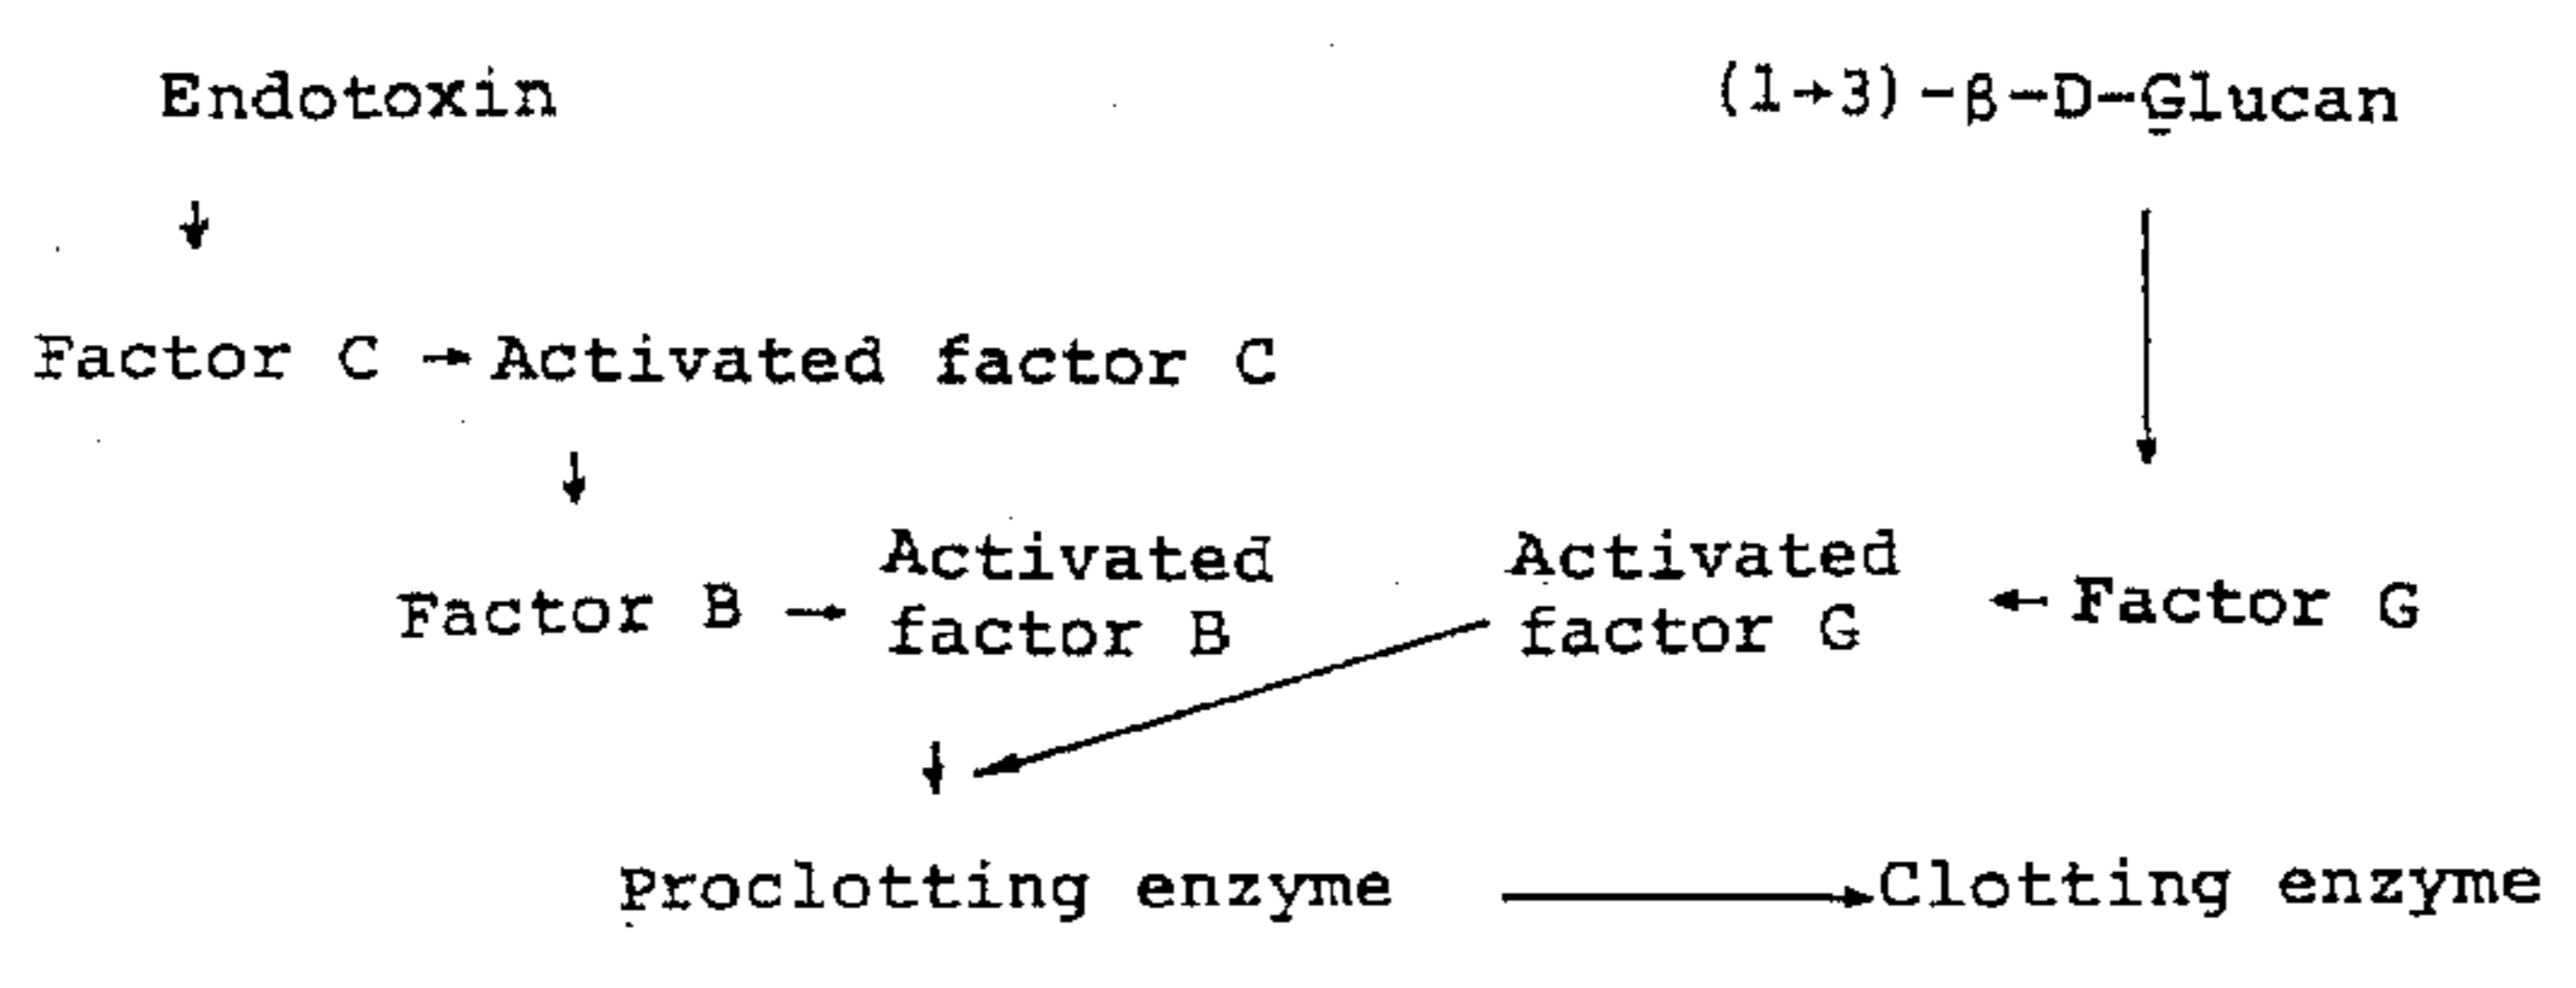 Endotoxin
(1→3)-β-D-Glucan
Factor C → Activated factor C
Activated
factor B
Activated
factor G
Factor B →
← Factor G
Proclotting enzyme → Clotting enzyme